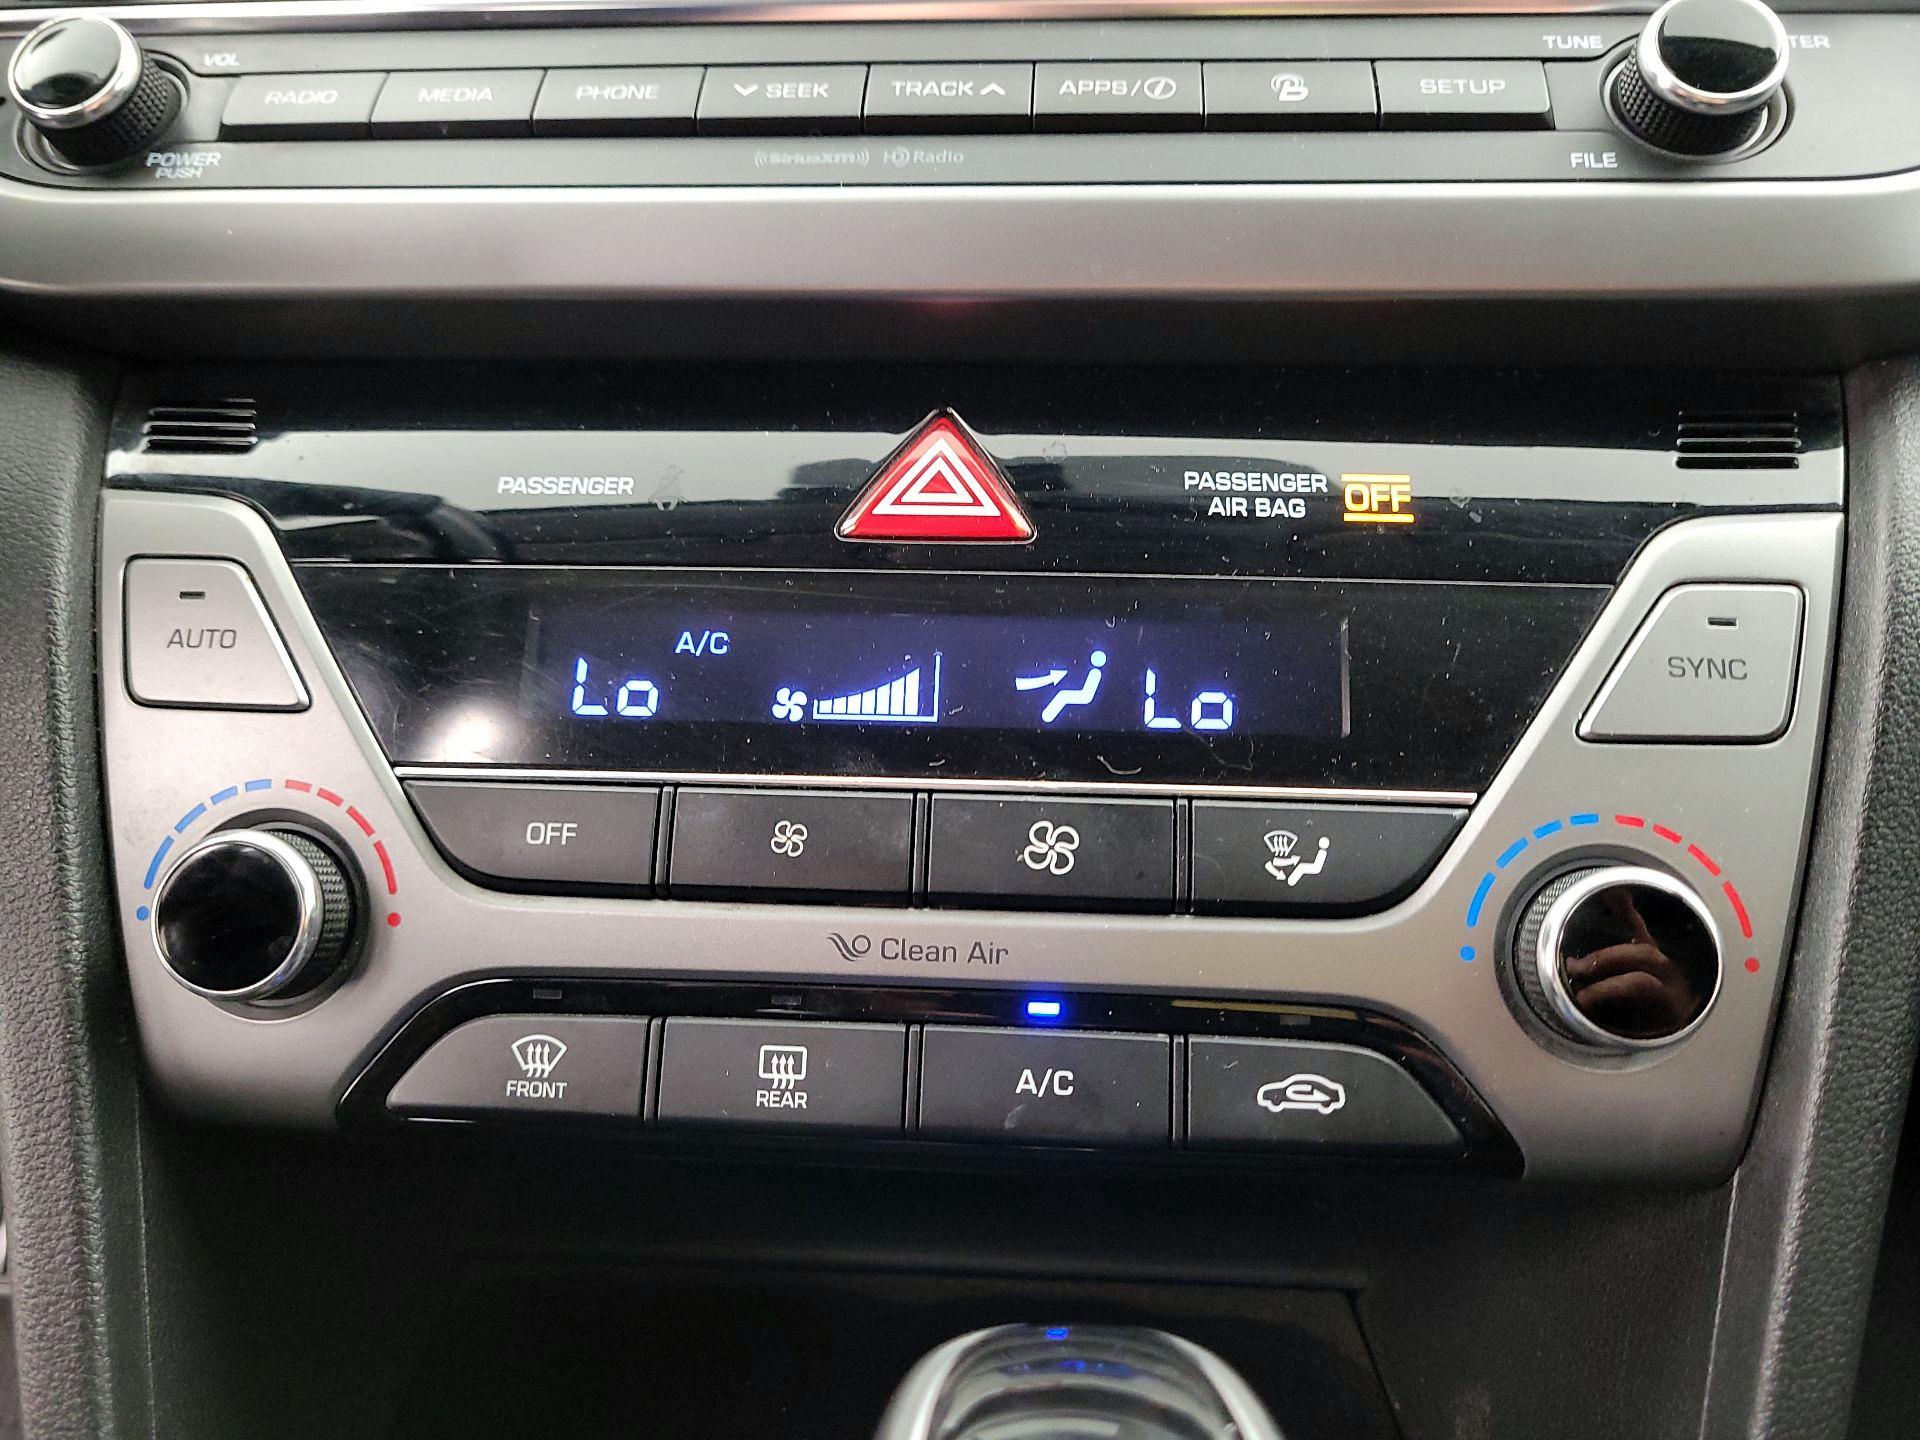 VOL
TUNE
RADIO
MEDIA
PHONE
SEEK
TRACK
APPS/i
SETUP
POWER
PUSH
((SiriusXM))
HD Radio
FILE
PASSENGER
PASSENGER
AIR BAG
OFF
AUTO
SYNC
A/C
Lo
Lo
OFF
Clean Air
FRONT
REAR
A/C